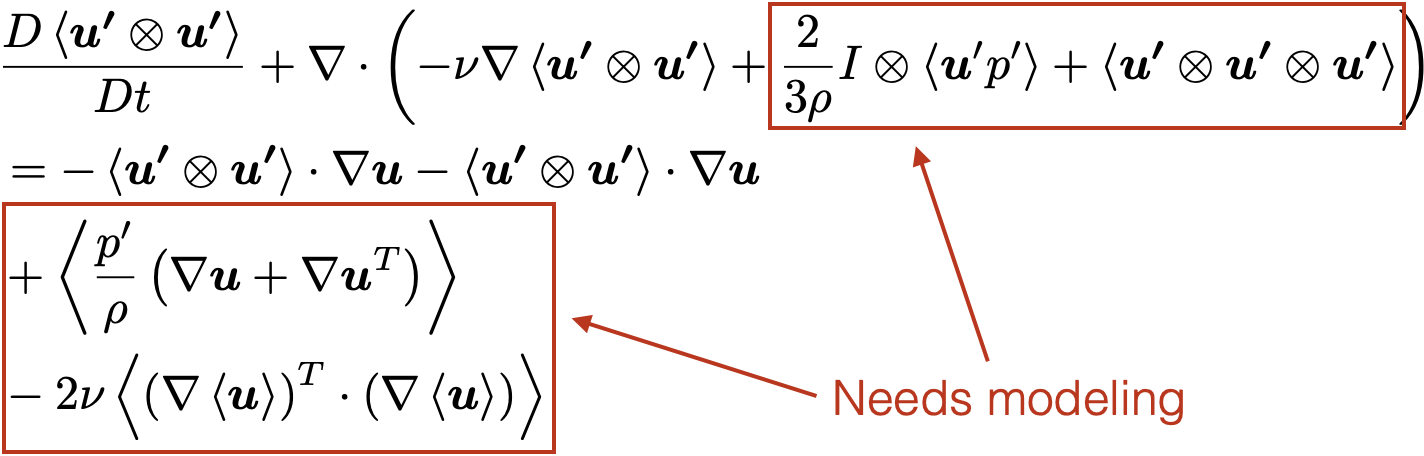 D⟨u′ ⊗ u′⟩/Dt + ∇ · (−ν∇⟨u′ ⊗ u′⟩ + 2/3ρ I ⊗ ⟨u′p′⟩ + ⟨u′ ⊗ u′ ⊗ u′⟩)
= − ⟨u′ ⊗ u′⟩ · ∇u − ⟨u′ ⊗ u′⟩ · ∇u
+ ⟨p′/ρ (∇u + ∇u^T)⟩
− 2ν ⟨(∇⟨u⟩)^T · (∇⟨u⟩)⟩
Needs modeling